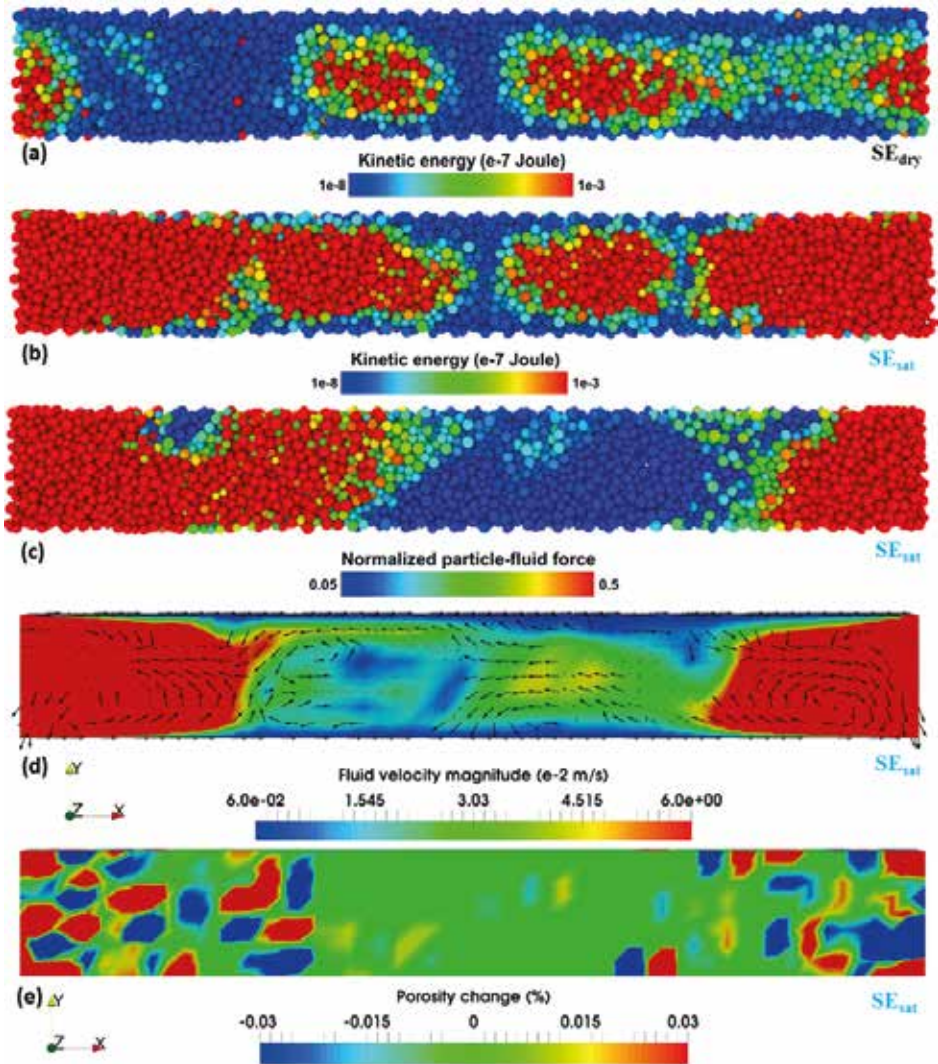 (a)
SEdry
Kinetic energy (e-7 Joule)
1e-8 1e-3
(b)
SEsat
Kinetic energy (e-7 Joule)
1e-8 1e-3
(c)
SEsat
Normalized particle-fluid force
0.05 0.5
(d)
SEsat
Y
Z X
Fluid velocity magnitude (e-2 m/s)
6.0e-02 1.545 3.03 4.515 6.0e+00
(e)
SEsat
Y
Z X
Porosity change (%)
-0.03 -0.015 0 0.015 0.03